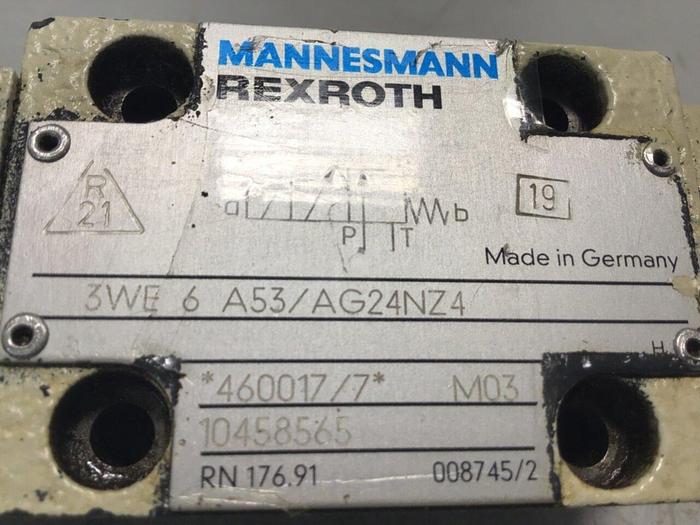 MANNESMANN
REXROTH
R
21
a
b
19
P T
Made in Germany
3WE 6 A53/AG24NZ4
H
*460017/7* M03
10458565
RN 176.91 008745/2